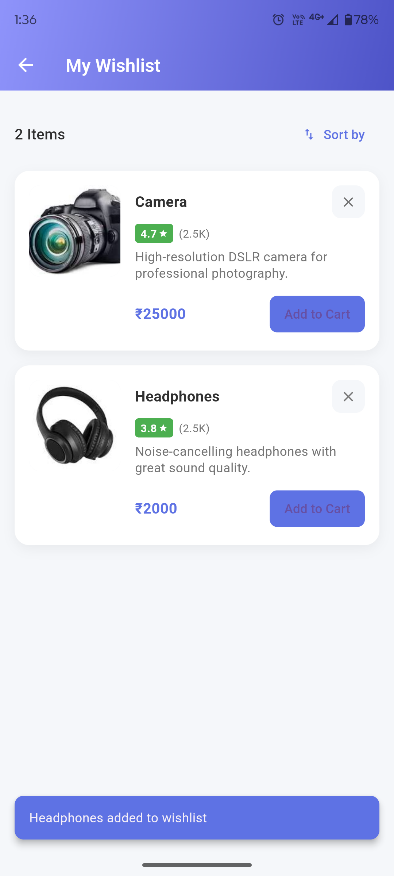 1:36
Vo%
LTE
4G+
78%
My Wishlist
2 Items
Sort by
Camera
4.7 ★ (2.5K)
High-resolution DSLR camera for
professional photography.
₹25000
Add to Cart
Headphones
3.8 ★ (2.5K)
Noise-cancelling headphones with
great sound quality.
₹2000
Add to Cart
Headphones added to wishlist